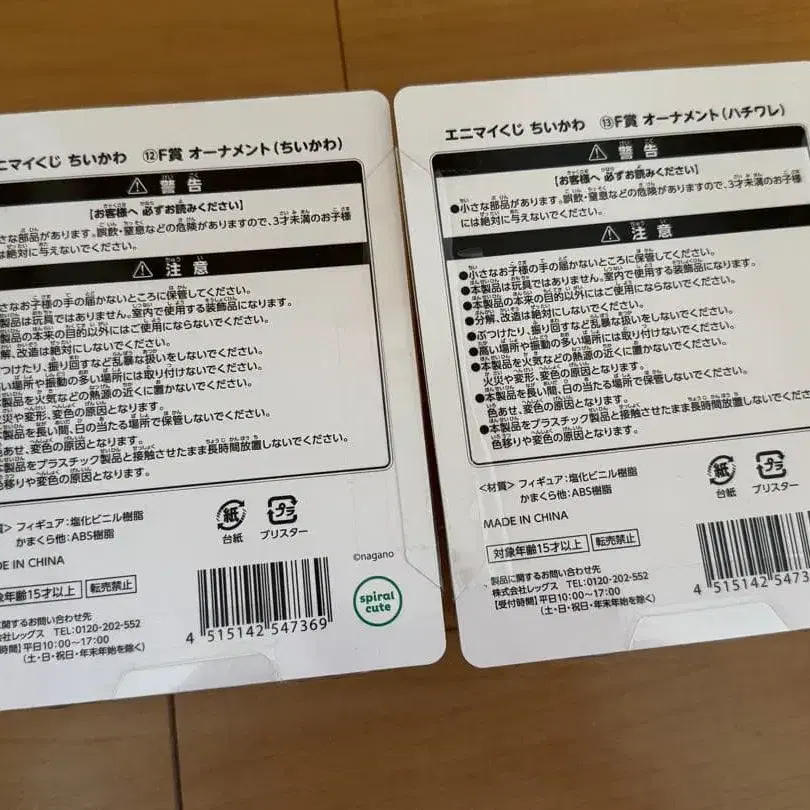 エニマイくじ ちいかわ ⑫F賞 オーナメント(ちいかわ)
警告
【お客様へ 必ずお読みください】
小さな部品があります。誤飲・窒息などの危険がありますので、3才未満のお子様
には絶対に与えないでください。
注意
小さなお子様の手の届かないところに保管してください。
本製品は玩具ではありません。室内で使用する装飾品になります。
本製品の本来の目的以外にはご使用にならないでください。
分解、改造は絶対にしないでください。
ぶつけたり、振り回すなど乱暴な扱いをしないでください。
高い場所や振動の多い場所には取り付けないでください。
本製品を火気などの熱源の近くに置かないでください。
火災や変形、変色の原因となります。
本製品を長い間、日の当たる場所で保管しないでください。
色あせ、変色の原因となります。
本製品をプラスチック製品と接触させたまま長時間放置しないでください。
色移りや変色の原因となります。
質> フィギュア:塩化ビニル樹脂
かまくら他:ABS樹脂
紙
台紙
プラ
ブリスター
DE IN CHINA
©nagano
象年齢15才以上
転売禁止
spiral
cute
に関するお問い合わせ先
会社レッグス TEL:0120-202-552
時間】平日10:00~17:00
(土・日・祝日・年末年始を除く)
4 515142 547369
エニマイくじ ちいかわ ⑬F賞 オーナメント(ハチワレ)
警告
【お客様へ 必ずお読みください】
●小さな部品があります。誤飲・窒息などの危険がありますので、3才未満のお子様
には絶対に与えないでください。
注意
●小さなお子様の手の届かないところに保管してください。
●本製品は玩具ではありません。室内で使用する装飾品になります。
●本製品の本来の目的以外にはご使用にならないでください。
●分解、改造は絶対にしないでください。
●ぶつけたり、振り回すなど乱暴な扱いをしないでください。
●高い場所や振動の多い場所には取り付けないでください。
●本製品を火気などの熱源の近くに置かないでください。
火災や変形、変色の原因となります。
●本製品を長い間、日の当たる場所で保管しないでください。
色あせ、変色の原因となります。
●本製品をプラスチック製品と接触させたまま長時間放置しないでください。
色移りや変色の原因となります。
<材質> フィギュア:塩化ビニル樹脂
かまくら他:ABS樹脂
紙
台紙
プラ
ブリスター
MADE IN CHINA
対象年齢15才以上
転売禁止
製品に関するお問い合わせ先
株式会社レッグス TEL:0120-202-552
【受付時間】平日10:00~17:00
(土・日・祝日・年末年始を除く)
4 515142 5473